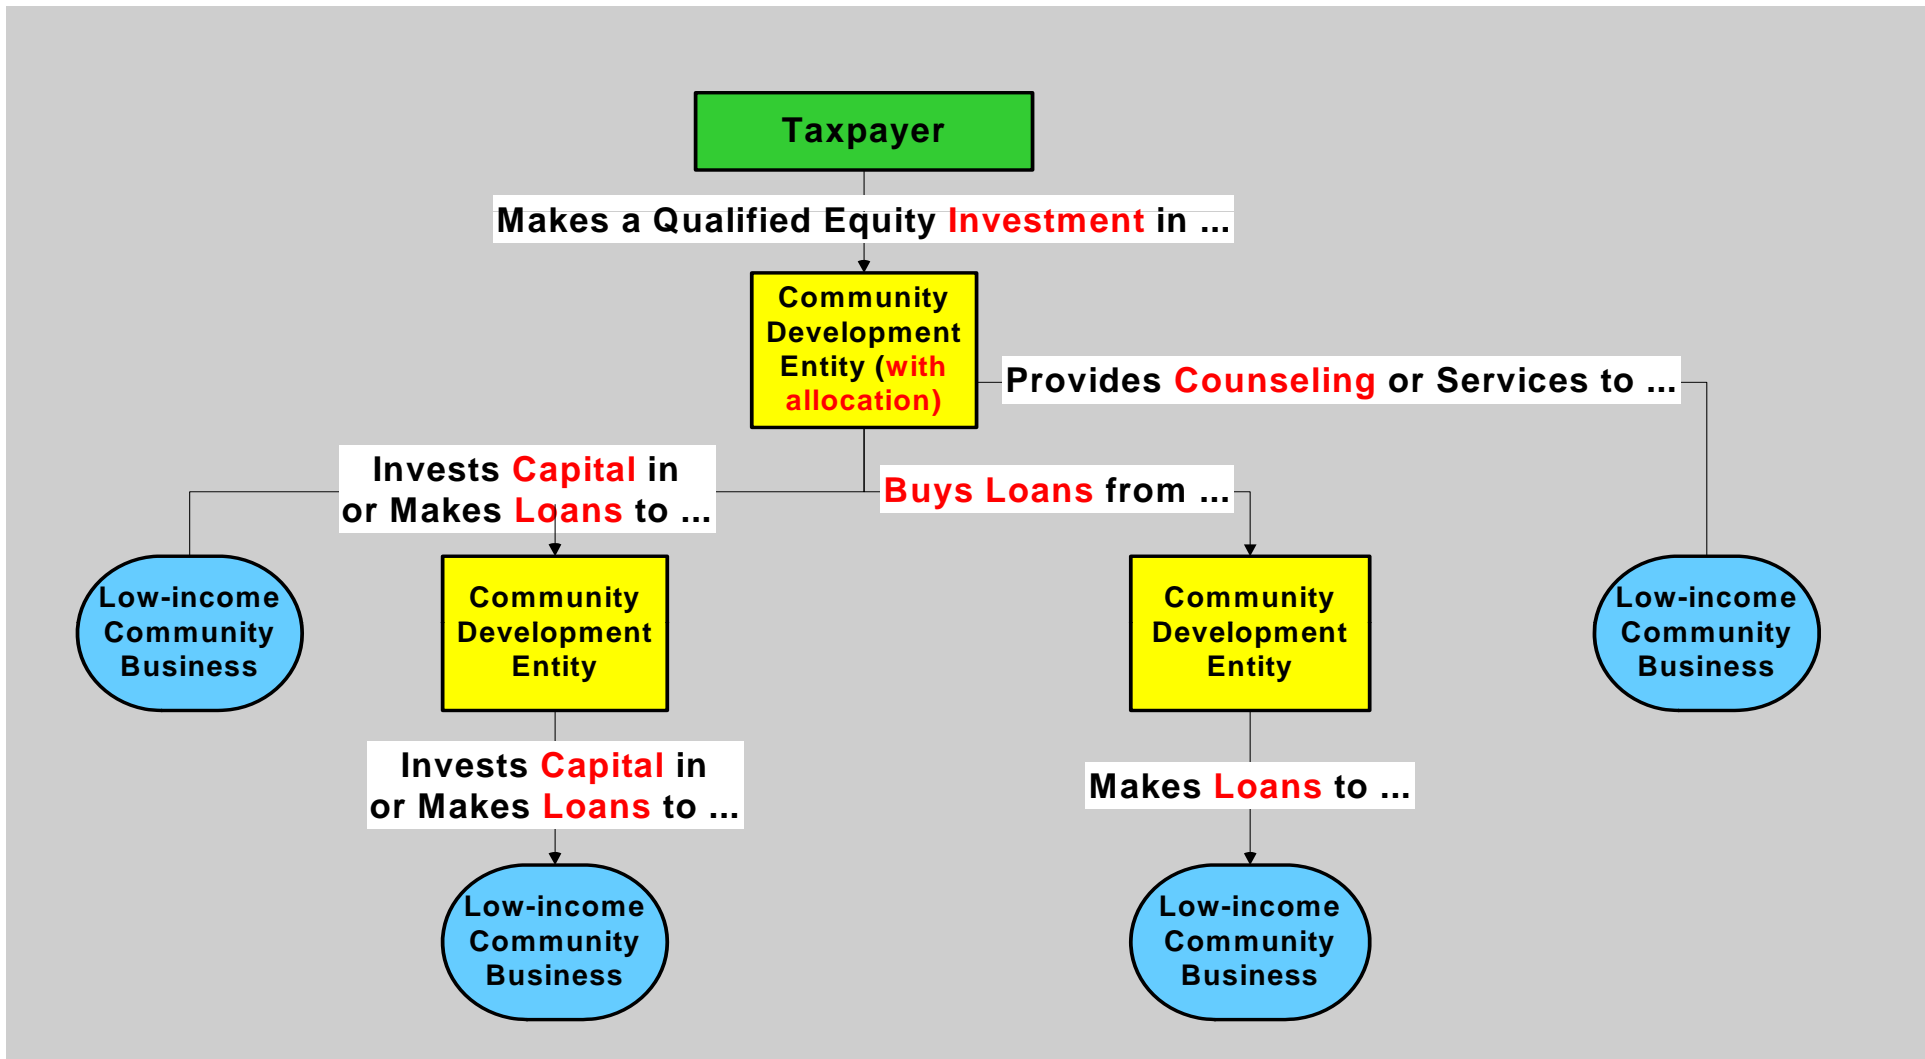 Taxpayer
Makes a Qualified Equity Investment in ...
Community
Development
Entity (with
allocation)
Provides Counseling or Services to ...
Invests Capital in
or Makes Loans to ...
Buys Loans from ...
Low-income
Community
Business
Community
Development
Entity
Community
Development
Entity
Low-income
Community
Business
Invests Capital in
or Makes Loans to ...
Makes Loans to ...
Low-income
Community
Business
Low-income
Community
Business